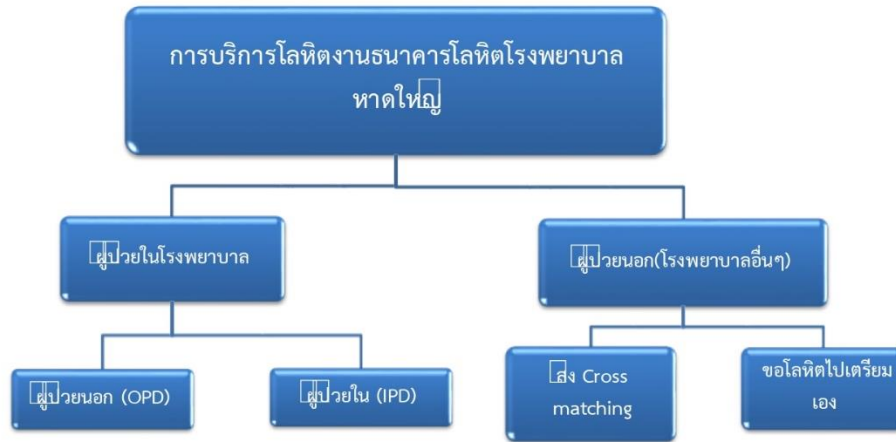 การบริการโลหิตงานธนาคารโลหิตโรงพยาบาล
หาดใหญ่
ผู้ป่วยในโรงพยาบาล
ผู้ป่วยนอก(โรงพยาบาลอื่นๆ)
ผู้ป่วยนอก (OPD)
ผู้ป่วยใน (IPD)
ส่ง Cross
matching
ขอโลหิตไปเตรียม
เอง